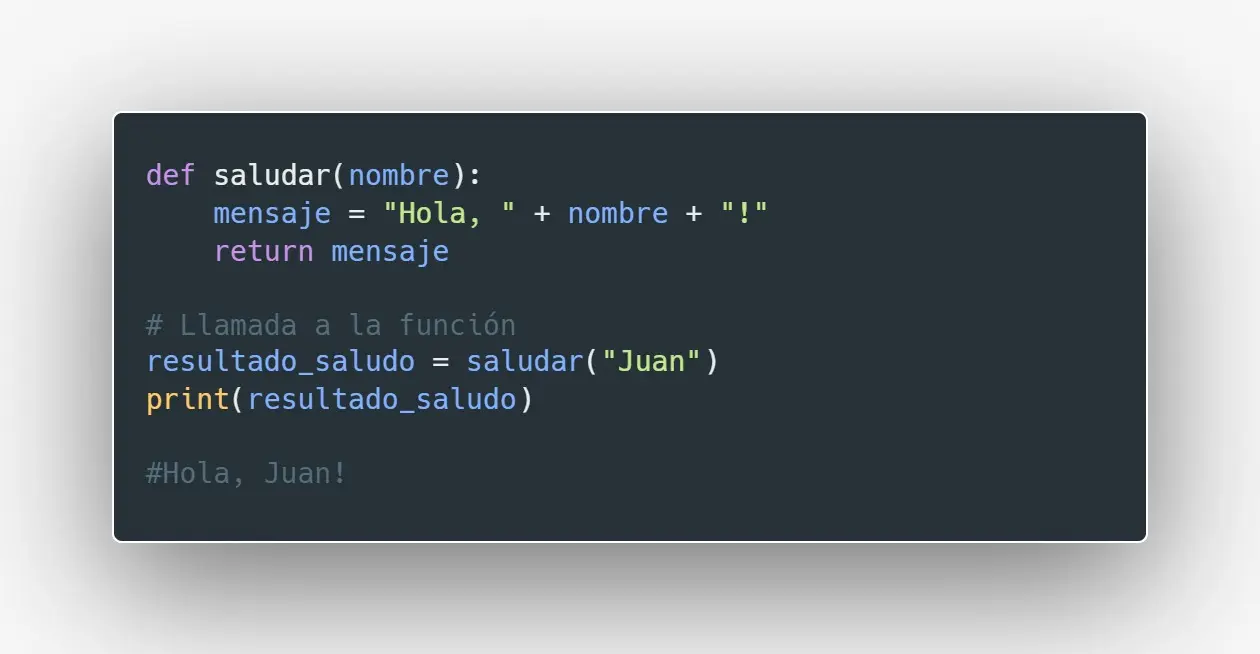 def saludar(nombre):
    mensaje = "Hola, " + nombre + "!"
    return mensaje
# Llamada a la función
resultado_saludo = saludar("Juan")
print(resultado_saludo)
#Hola, Juan!